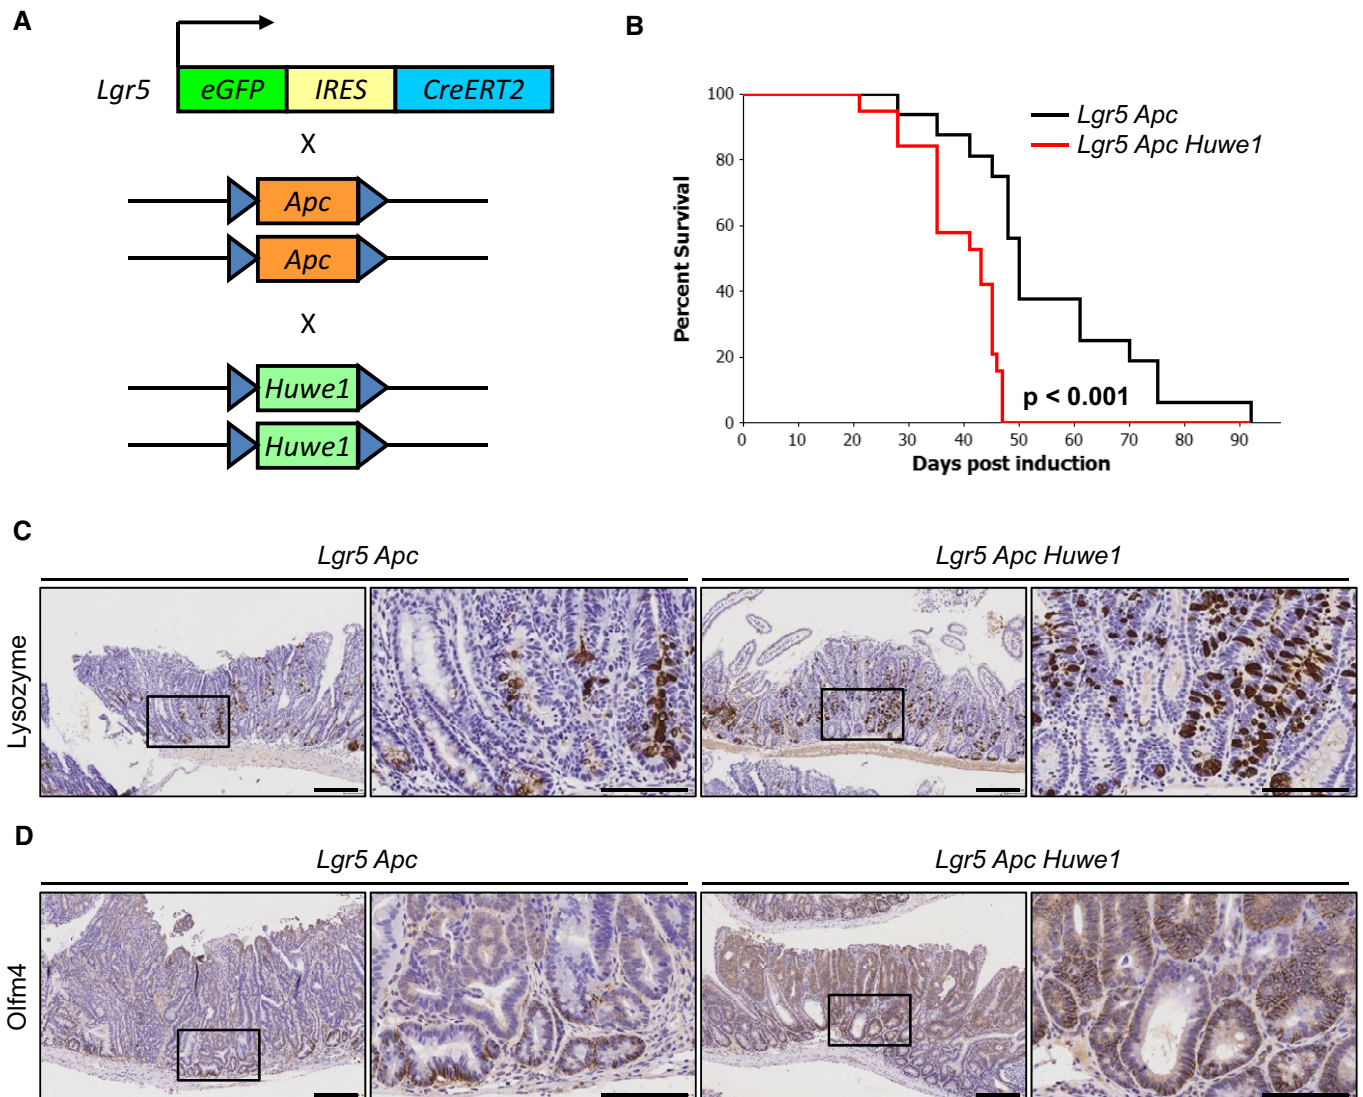 A
Lgr5 eGFP IRES CreERT2
X
Apc
Apc
X
Huwe1
Huwe1
B
Percent Survival
100
80
60
40
20
0
Lgr5 Apc
Lgr5 Apc Huwe1
p < 0.001
0 10 20 30 40 50 60 70 80 90
Days post induction
C
Lgr5 Apc Lgr5 Apc Huwe1
Lysozyme
D
Lgr5 Apc Lgr5 Apc Huwe1
Olfm4